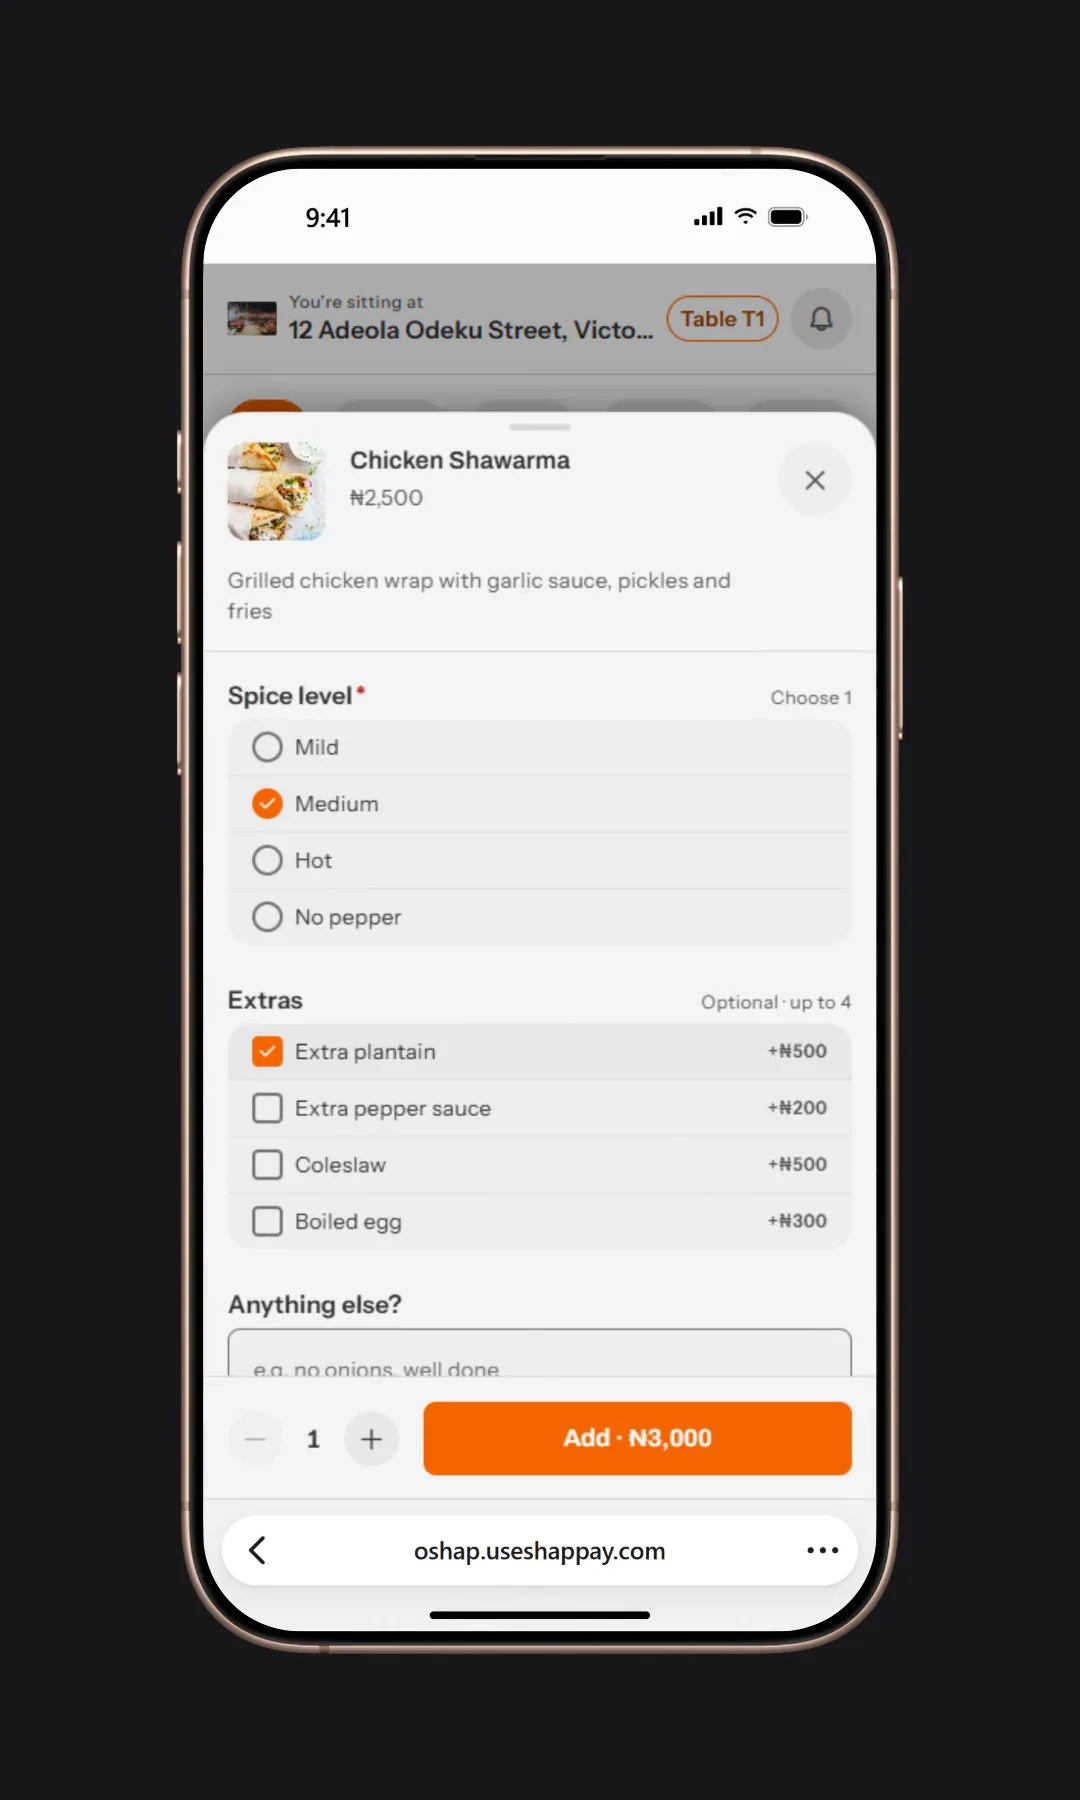 9:41
You're sitting at
12 Adeola Odeku Street, Victo...
Table T1
Chicken Shawarma
₦2,500
Grilled chicken wrap with garlic sauce, pickles and
fries
Spice level*
Choose 1
Mild
Medium
Hot
No pepper
Extras
Optional · up to 4
Extra plantain
+₦500
Extra pepper sauce
+₦200
Coleslaw
+₦500
Boiled egg
+₦300
Anything else?
e.g. no onions, well done
1
Add · ₦3,000
oshap.useshappay.com